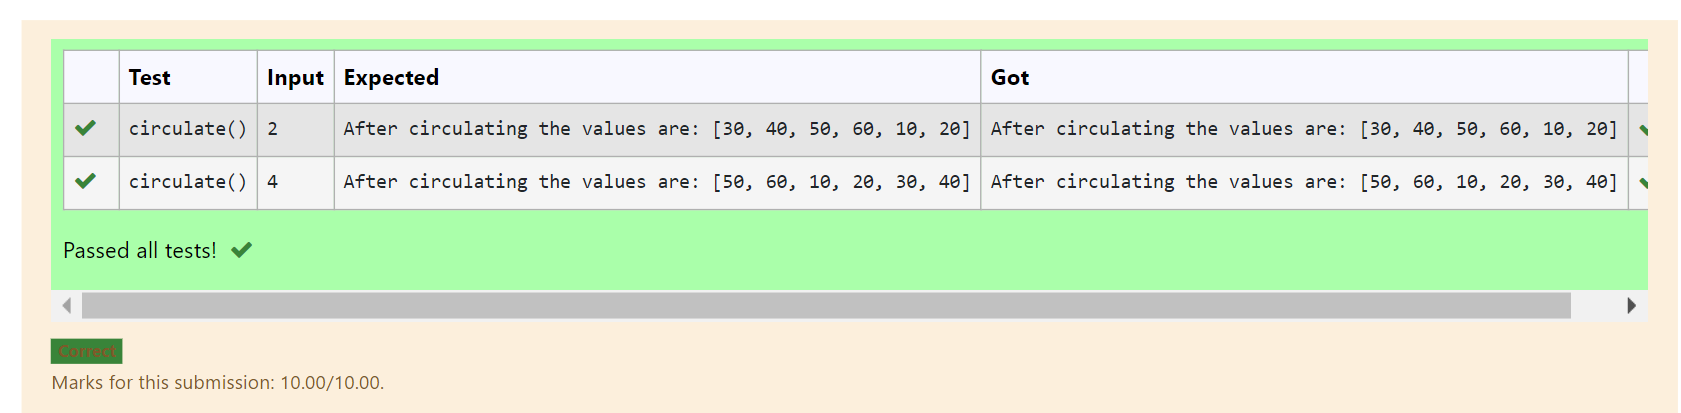 Test Input Expected Got
circulate() 2 After circulating the values are: [30, 40, 50, 60, 10, 20] After circulating the values are: [30, 40, 50, 60, 10, 20]
circulate() 4 After circulating the values are: [50, 60, 10, 20, 30, 40] After circulating the values are: [50, 60, 10, 20, 30, 40]
Passed all tests!
Correct
Marks for this submission: 10.00/10.00.